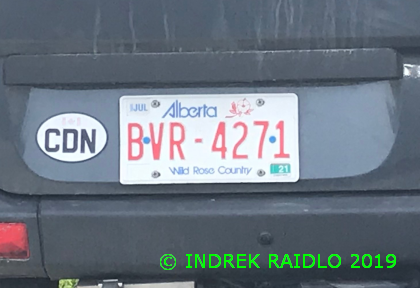 JUL
Alberta
CDN
BVR-4271
Wild Rose Country
21
© INDREK RAIDLO 2019